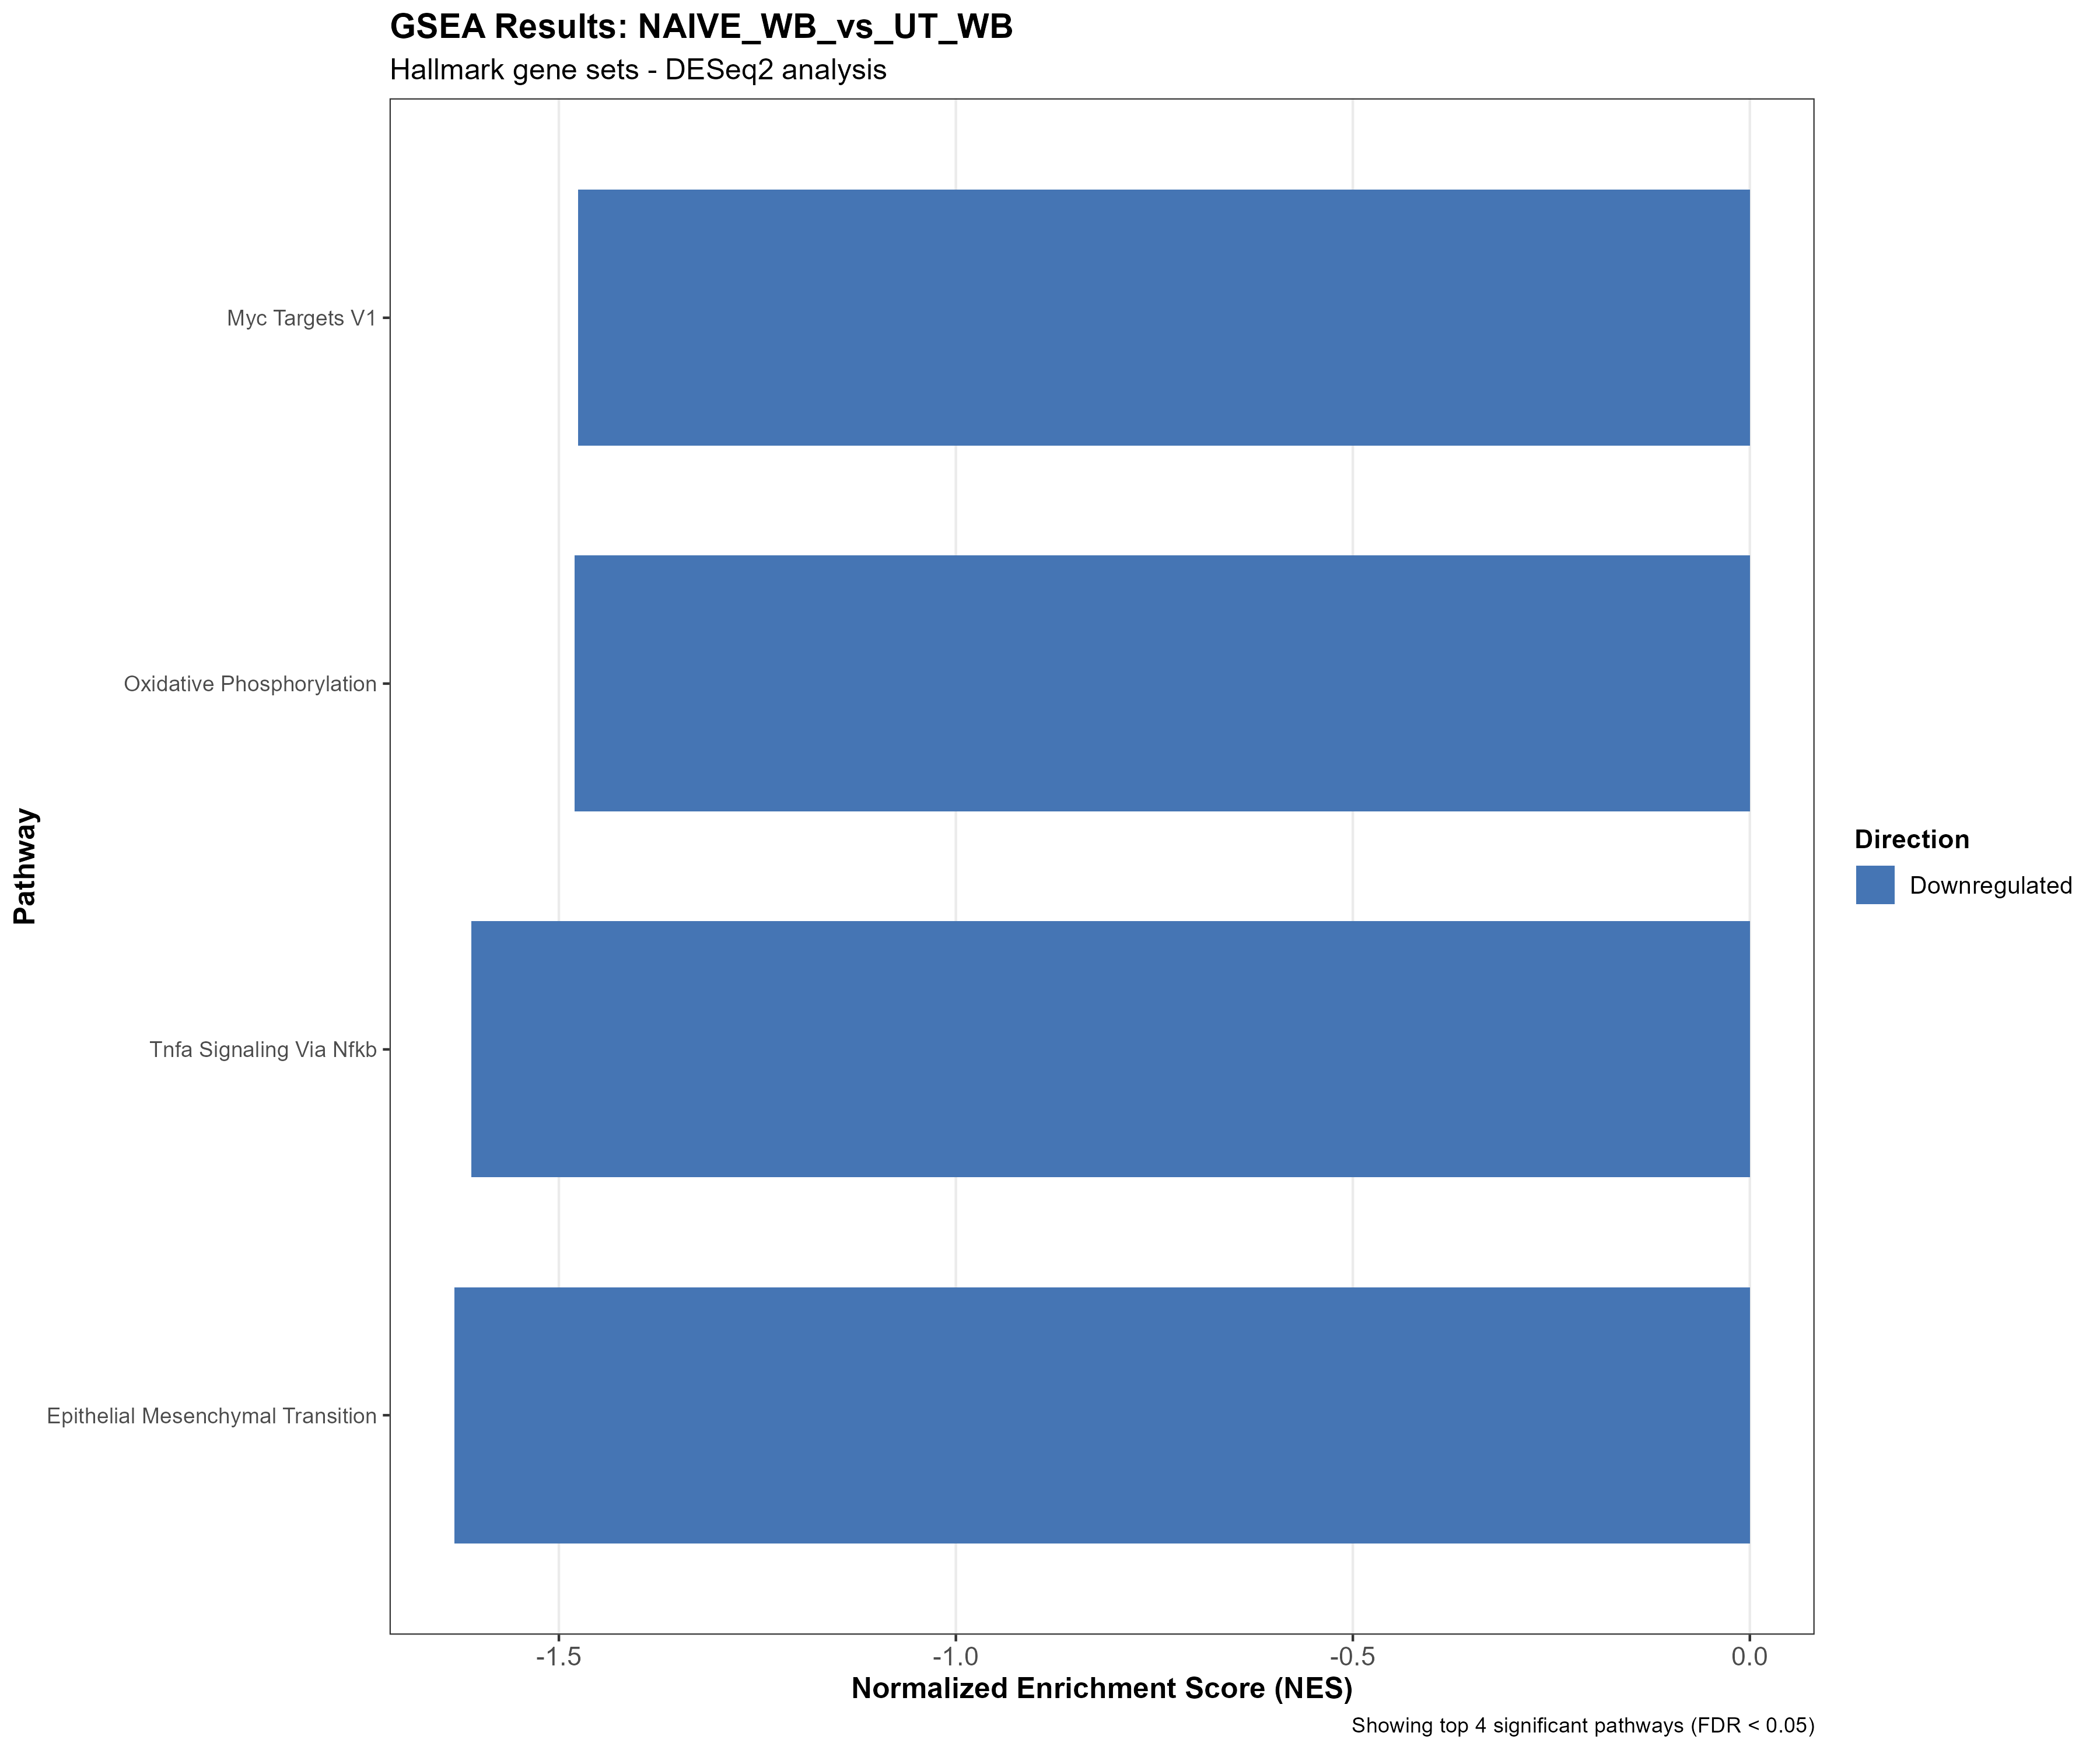 GSEA Results: NAIVE_WB_vs_UT_WB
Hallmark gene sets - DESeq2 analysis
Pathway
Myc Targets V1
Oxidative Phosphorylation
Tnfa Signaling Via Nfkb
Epithelial Mesenchymal Transition
Direction
Downregulated
-1.5
-1.0
-0.5
0.0
Normalized Enrichment Score (NES)
Showing top 4 significant pathways (FDR < 0.05)